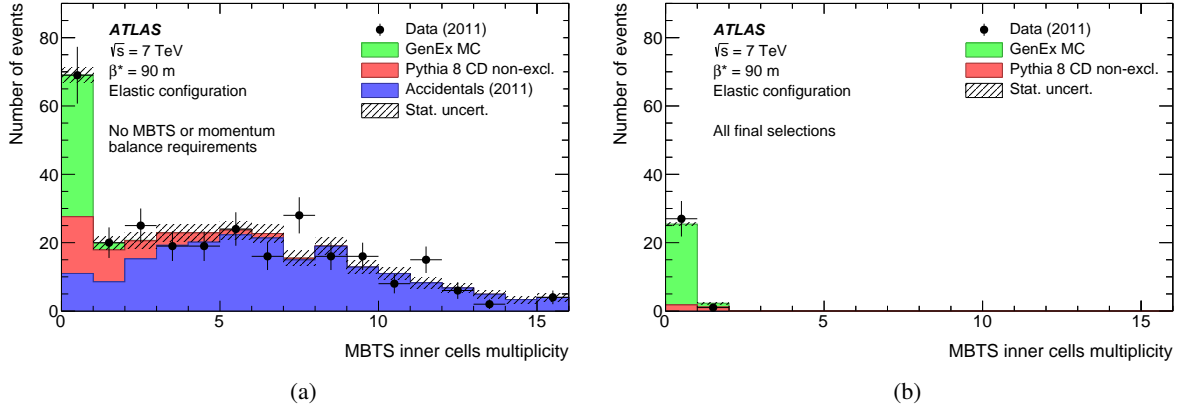 Number of events
80
60
40
20
0
ATLAS
√s = 7 TeV
β* = 90 m
Elastic configuration
No MBTS or momentum
balance requirements
Data (2011)
GenEx MC
Pythia 8 CD non-excl.
Accidentals (2011)
Stat. uncert.
0 5 10 15
MBTS inner cells multiplicity
(a)
Number of events
80
60
40
20
0
ATLAS
√s = 7 TeV
β* = 90 m
Elastic configuration
All final selections
Data (2011)
GenEx MC
Pythia 8 CD non-excl.
Stat. uncert.
0 5 10 15
MBTS inner cells multiplicity
(b)